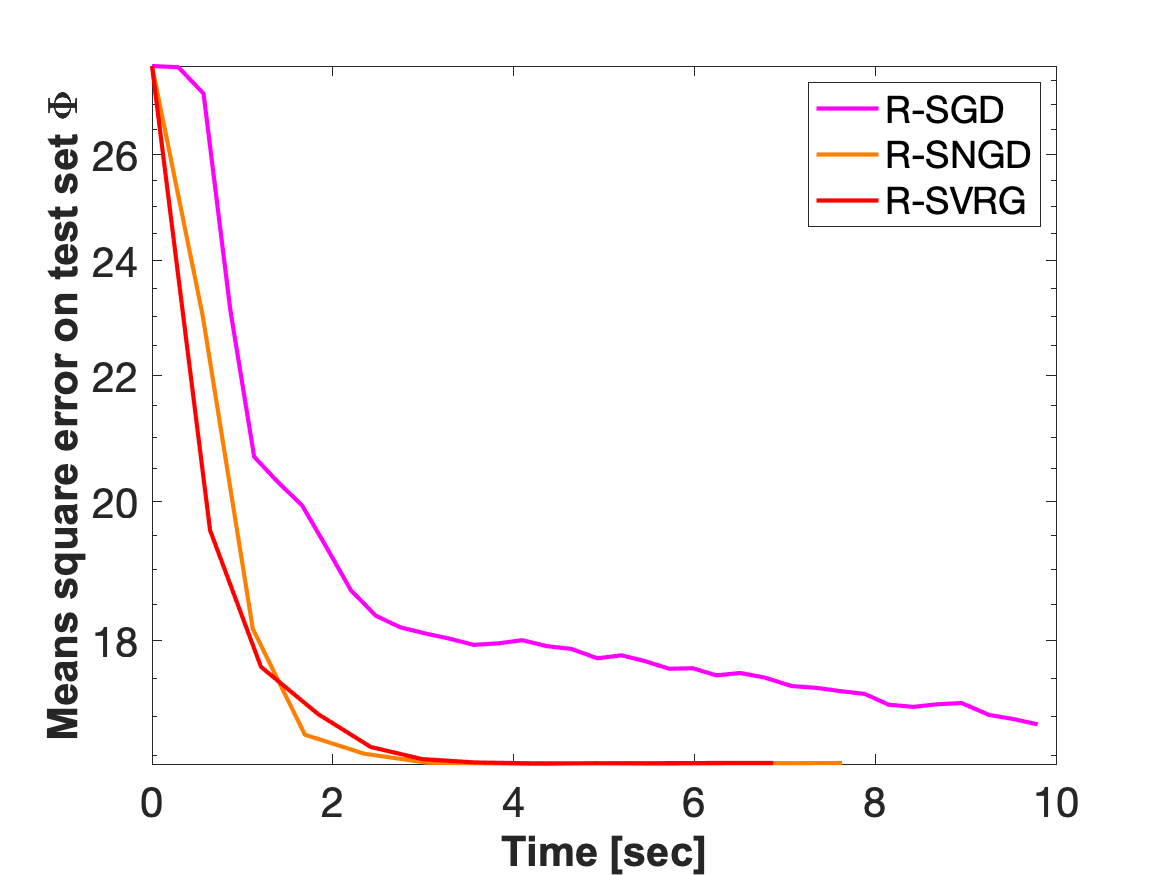 R-SGD
R-SNGD
R-SVRG
Means square error on test set Φ
26
24
22
20
18
0 2 4 6 8 10
Time [sec]